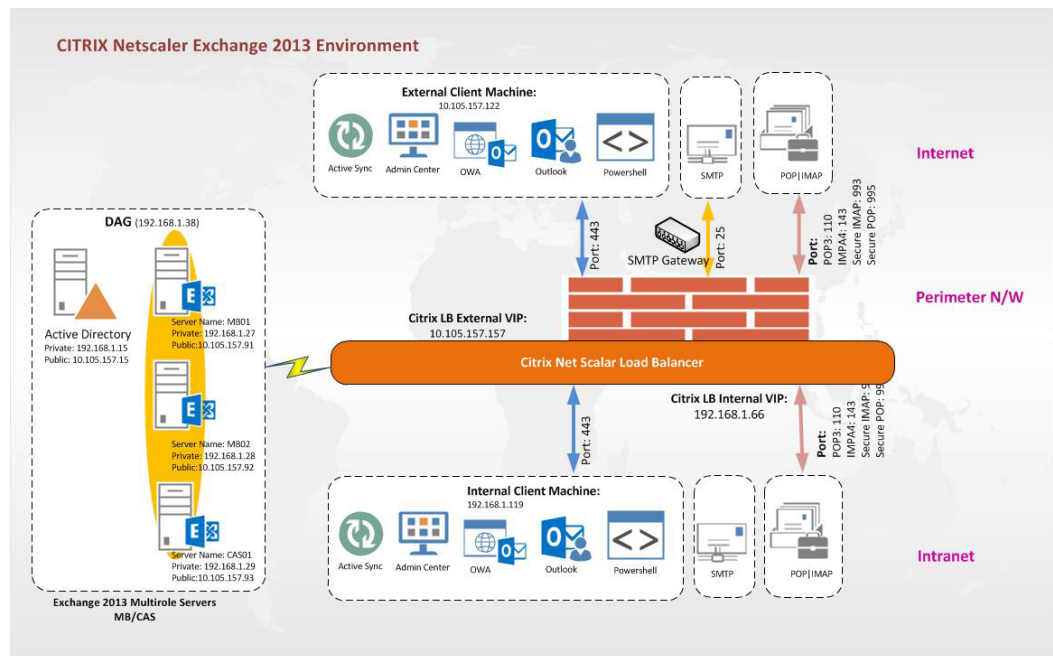 CITRIX Netscaler Exchange 2013 Environment
External Client Machine:
10.105.157.122
Active Sync
Admin Center
OWA
Outlook
Powershell
SMTP
POP|IMAP
Internet
Port: 443
SMTP Gateway
Port: 25
Port:
POP3: 110
IMPA4: 143
Secure IMAP: 993
Secure POP: 995
Perimeter N/W
DAG (192.168.1.38)
Active Directory
Private: 192.168.1.15
Public: 10.105.157.15
Server Name: MB01
Private: 192.168.1.27
Public:10.105.157.91
Server Name: MB02
Private: 192.168.1.28
Public:10.105.157.92
Server Name: CAS01
Private: 192.168.1.29
Public:10.105.157.93
Exchange 2013 Multirole Servers
MB/CAS
Citrix LB External VIP:
10.105.157.157
Citrix Net Scalar Load Balancer
Citrix LB Internal VIP:
192.168.1.66
Port: 443
Port:
POP3: 110
IMPA4: 143
Secure IMAP:
Secure POP:
Internal Client Machine:
192.168.1.119
Active Sync
Admin Center
OWA
Outlook
Powershell
SMTP
POP|IMAP
Intranet